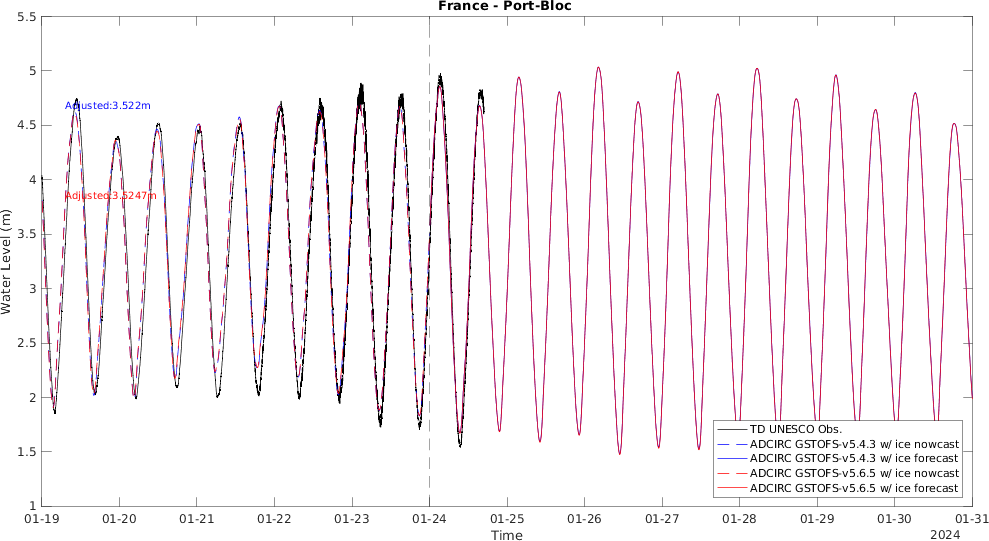 France - Port-Bloc
Water Level (m)
5.5
5
4.5
4
3.5
3
2.5
2
1.5
1
Adjusted:3.522m
Adjusted:3.5247m
TD UNESCO Obs.
ADCIRC GSTOFS-v5.4.3 w/ ice nowcast
ADCIRC GSTOFS-v5.4.3 w/ ice forecast
ADCIRC GSTOFS-v5.6.5 w/ ice nowcast
ADCIRC GSTOFS-v5.6.5 w/ ice forecast
01-19 01-20 01-21 01-22 01-23 01-24 01-25 01-26 01-27 01-28 01-29 01-30 01-31
Time
2024